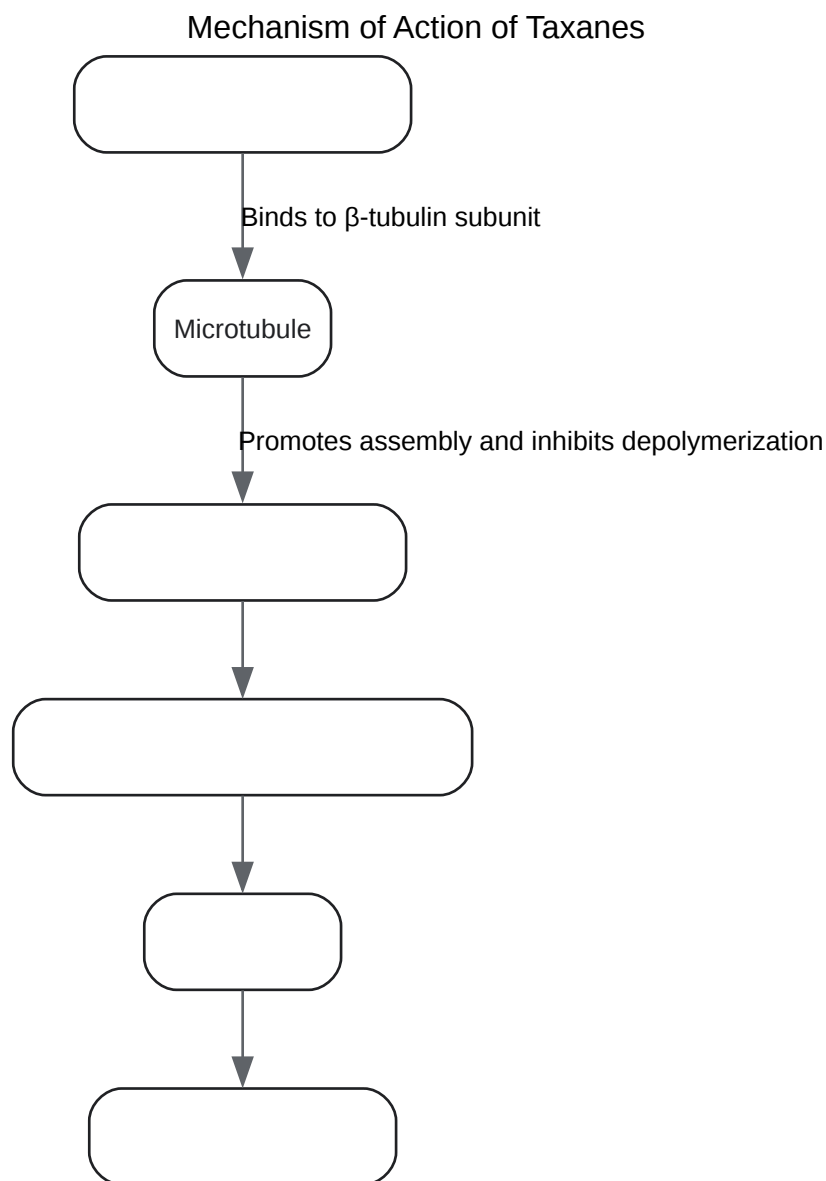 Mechanism of Action of Taxanes
Binds to β-tubulin subunit
Microtubule
Promotes assembly and inhibits depolymerization